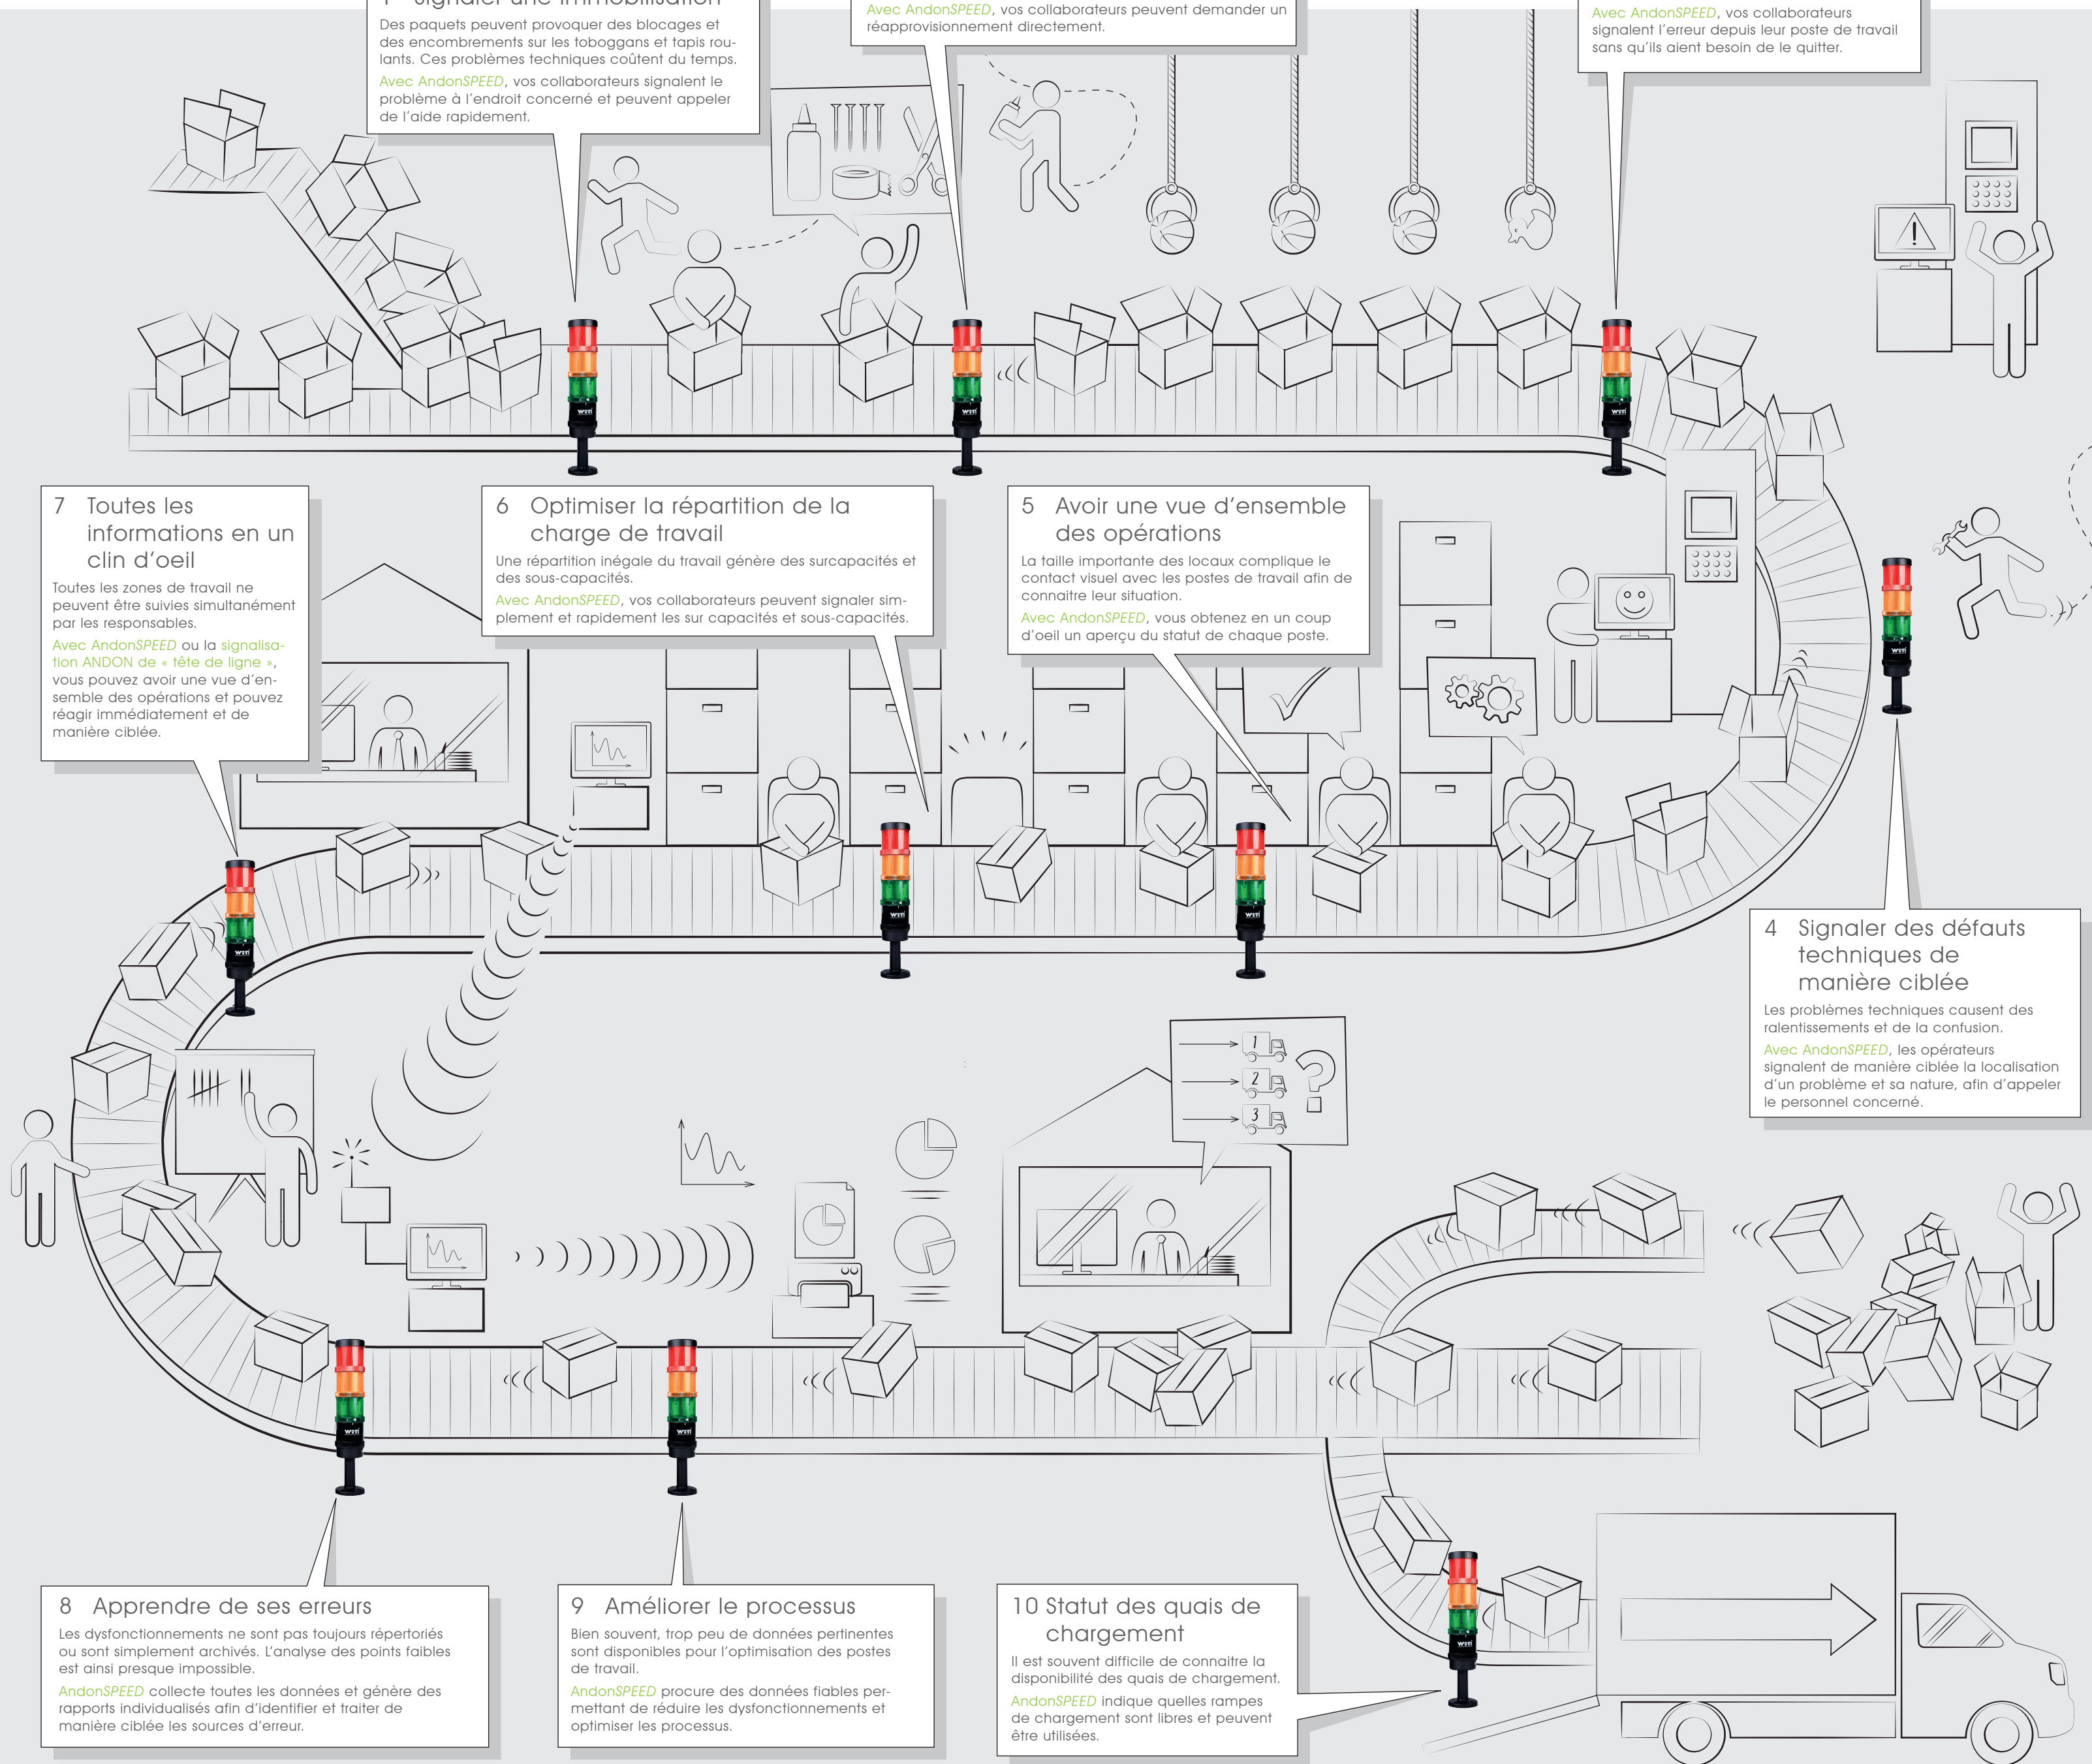 Signaler une immobilisation
Des paquets peuvent provoquer des blocages et
des encombrements sur les toboggans et tapis rou-
lants. Ces problèmes techniques coûtent du temps.
Avec AndonSPEED, vos collaborateurs signalent le
problème à l'endroit concerné et peuvent appeler
de l'aide rapidement.
Avec AndonSPEED, vos collaborateurs peuvent demander un
réapprovisionnement directement.
Avec AndonSPEED, vos collaborateurs
signalent l'erreur depuis leur poste de travail
sans qu'ils aient besoin de le quitter.
7 Toutes les
informations en un
clin d'oeil
Toutes les zones de travail ne
peuvent être suivies simultanément
par les responsables.
Avec AndonSPEED ou la signalisa-
tion ANDON de « tête de ligne »,
vous pouvez avoir une vue d'en-
semble des opérations et pouvez
réagir immédiatement et de
manière ciblée.
6 Optimiser la répartition de la
charge de travail
Une répartition inégale du travail génère des surcapacités et
des sous-capacités.
Avec AndonSPEED, vos collaborateurs peuvent signaler sim-
plement et rapidement les sur capacités et sous-capacités.
5 Avoir une vue d'ensemble
des opérations
La taille importante des locaux complique le
contact visuel avec les postes de travail afin de
connaitre leur situation.
Avec AndonSPEED, vous obtenez en un coup
d'oeil un aperçu du statut de chaque poste.
4 Signaler des défauts
techniques de
manière ciblée
Les problèmes techniques causent des
ralentissements et de la confusion.
Avec AndonSPEED, les opérateurs
signalent de manière ciblée la localisation
d'un problème et sa nature, afin d'appeler
le personnel concerné.
1
2
?
3
8 Apprendre de ses erreurs
Les dysfonctionnements ne sont pas toujours répertoriés
ou sont simplement archivés. L'analyse des points faibles
est ainsi presque impossible.
AndonSPEED collecte toutes les données et génère des
rapports individualisés afin d'identifier et traiter de
manière ciblée les sources d'erreur.
9 Améliorer le processus
Bien souvent, trop peu de données pertinentes
sont disponibles pour l'optimisation des postes
de travail.
AndonSPEED procure des données fiables per-
mettant de réduire les dysfonctionnements et
optimiser les processus.
10 Statut des quais de
chargement
Il est souvent difficile de connaitre la
disponibilité des quais de chargement.
AndonSPEED indique quelles rampes
de chargement sont libres et peuvent
être utilisées.